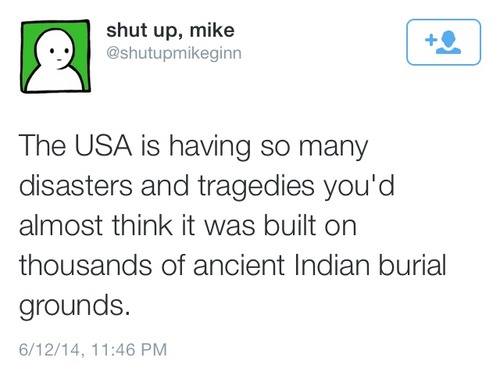 shut up, mike
@shutupmikeginn
The USA is having so many
disasters and tragedies you'd
almost think it was built on
thousands of ancient Indian burial
grounds.
6/12/14, 11:46 PM